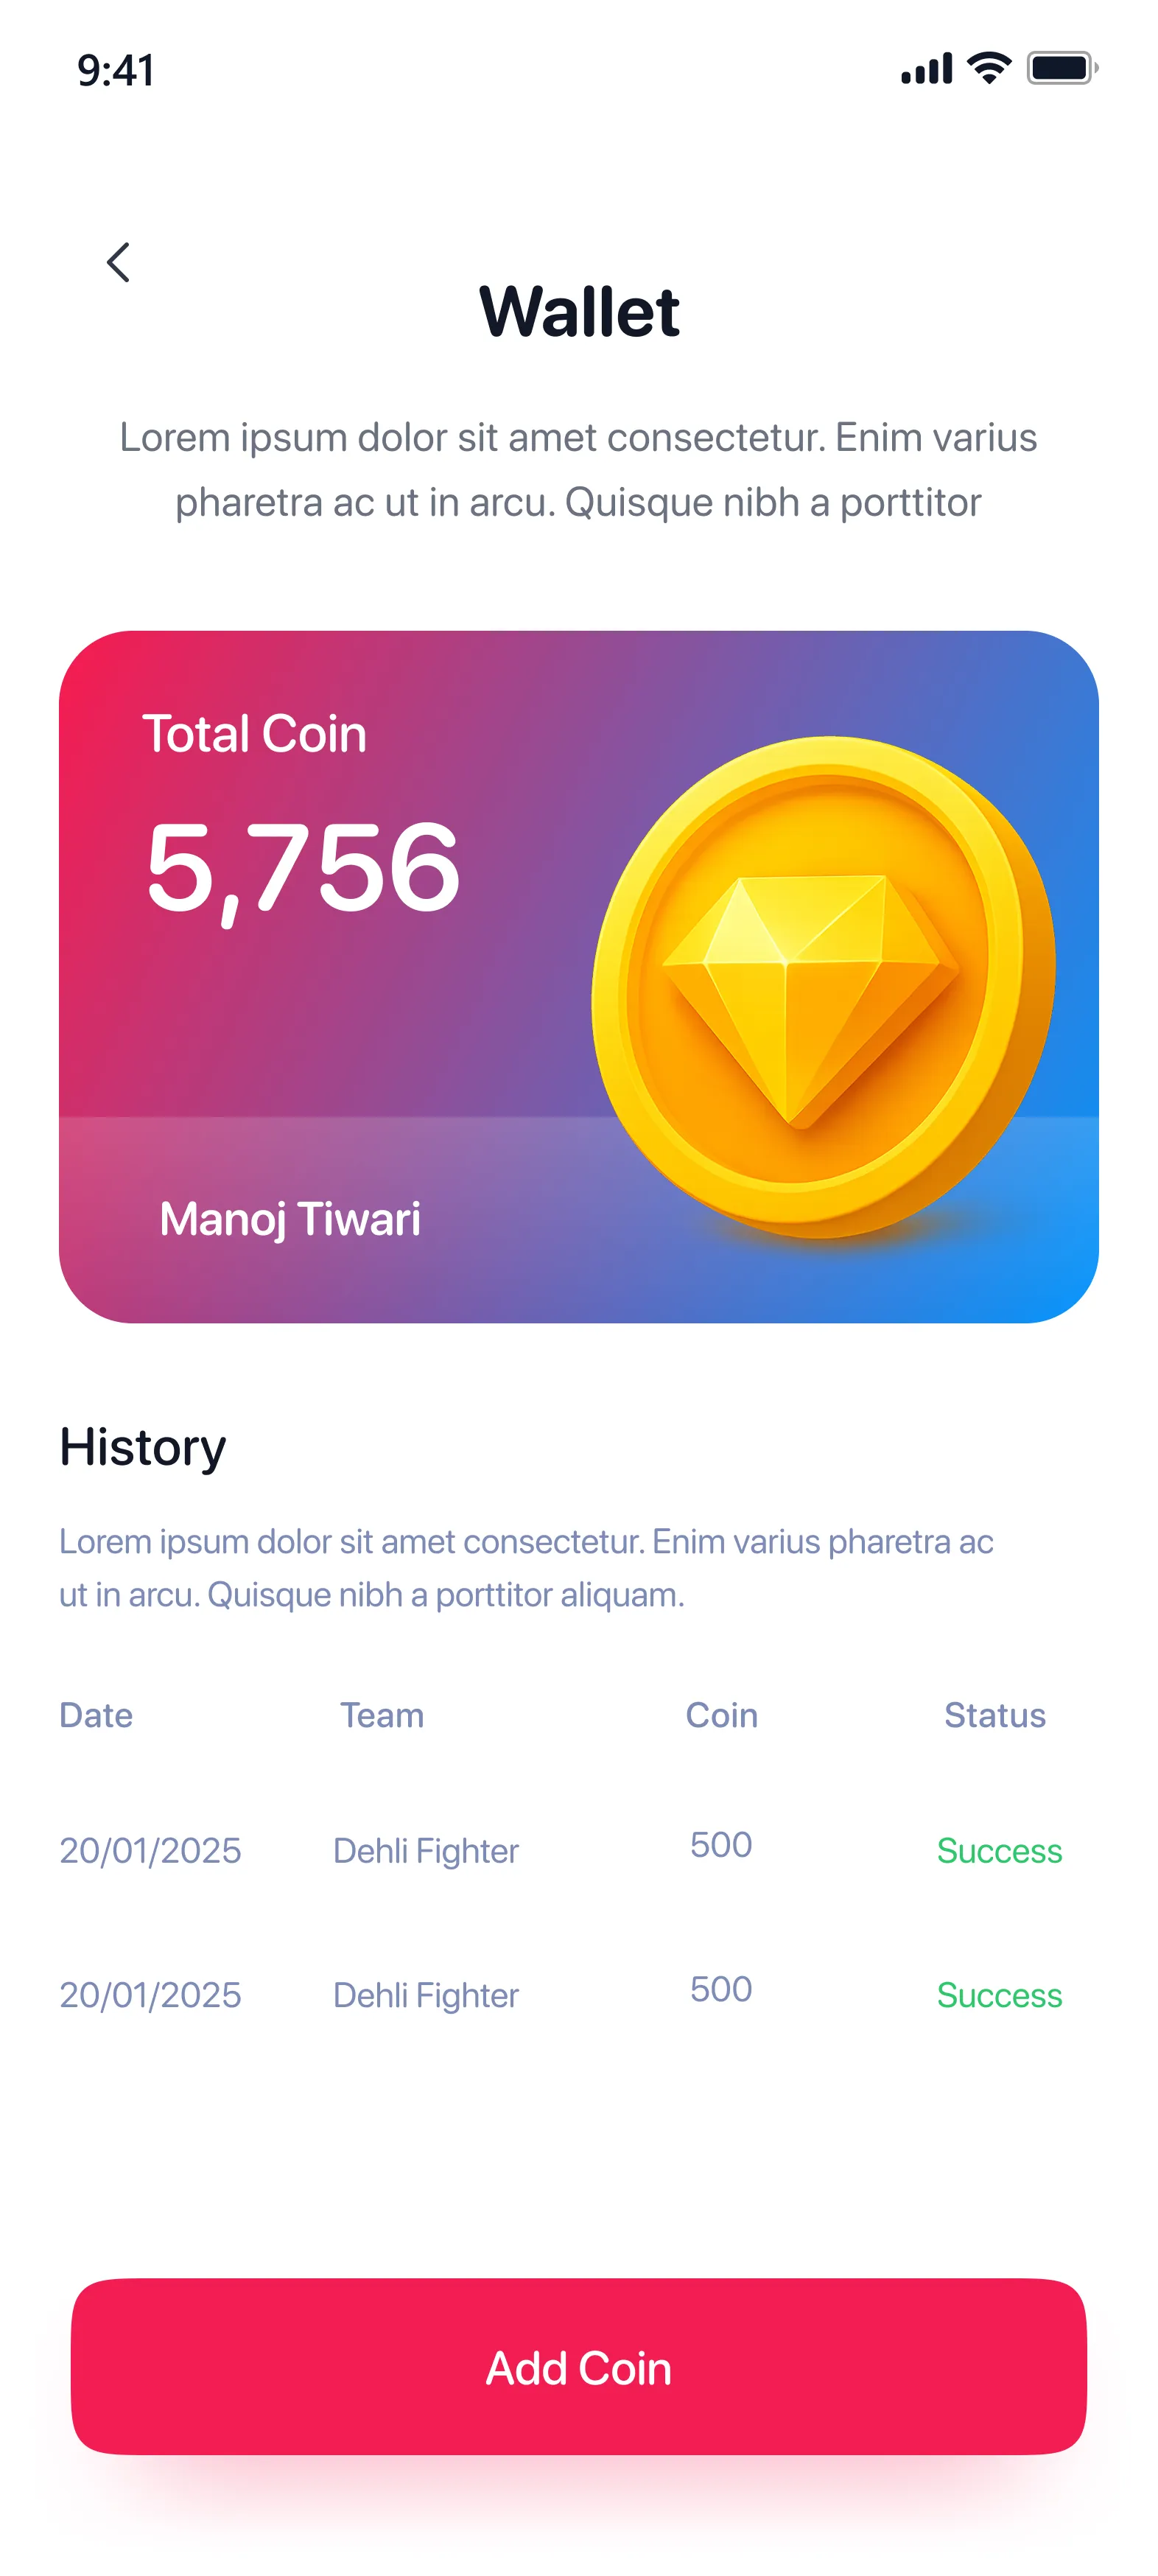 9:41
Wallet
Lorem ipsum dolor sit amet consectetur. Enim varius
pharetra ac ut in arcu. Quisque nibh a porttitor
Total Coin
5,756
Manoj Tiwari
History
Lorem ipsum dolor sit amet consectetur. Enim varius pharetra ac
ut in arcu. Quisque nibh a porttitor aliquam.
Date Team Coin Status
20/01/2025 Dehli Fighter 500 Success
20/01/2025 Dehli Fighter 500 Success
Add Coin